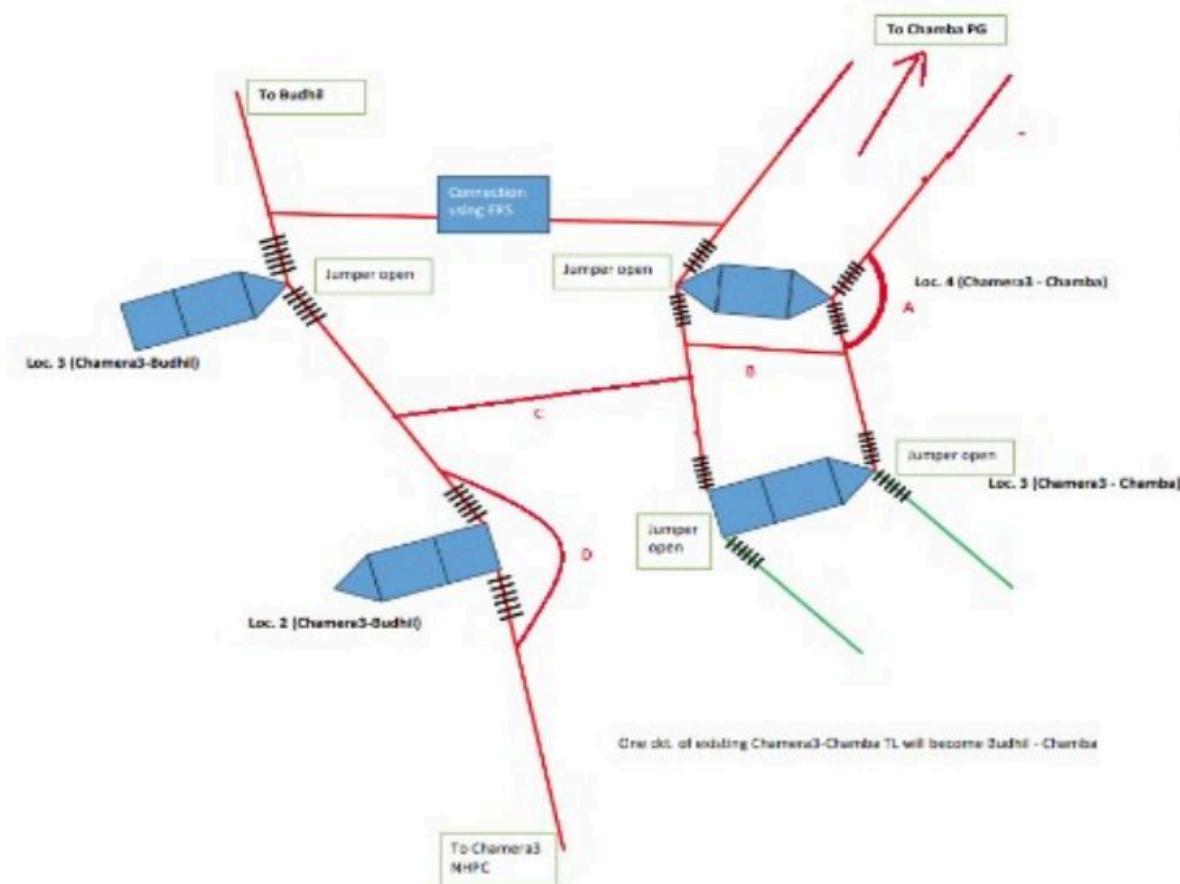 To Chamba PG
To Budhil
Connection
using ERS
Jumper open
Jumper open
Loc. 4 (Chamera3 - Chamba)
A
Loc. 3 (Chamera3-Budhil)
B
C
Jumper open
Loc. 3 (Chamera3 - Chamba)
Jumper
open
D
Loc. 2 (Chamera3-Budhil)
One ckt. of existing Chamera3-Chamba TL will become Budhil - Chamba
To Chamera3
NHPC